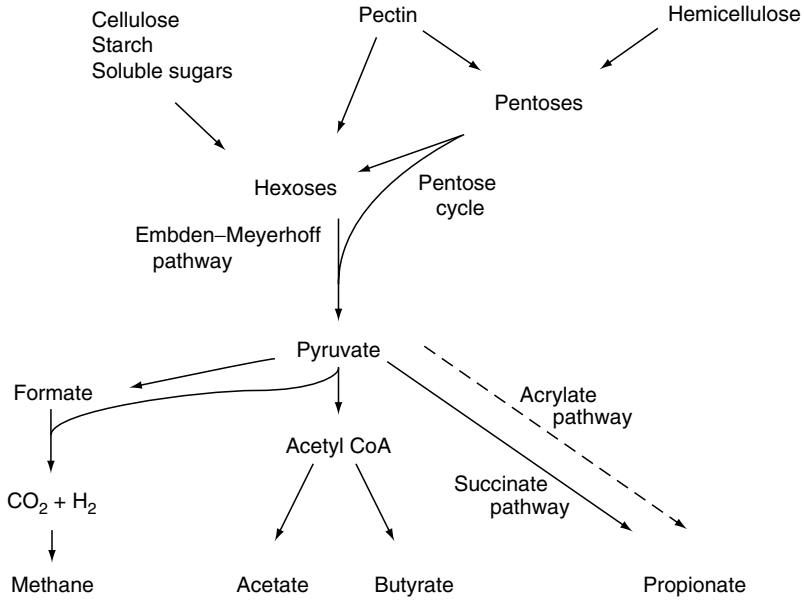 Cellulose
Starch
Soluble sugars
Pectin
Hemicellulose
Pentoses
Hexoses
Pentose
cycle
Embden–Meyerhoff
pathway
Pyruvate
Formate
Acrylate
pathway
Acetyl CoA
Succinate
pathway
CO₂ + H₂
Methane
Acetate
Butyrate
Propionate